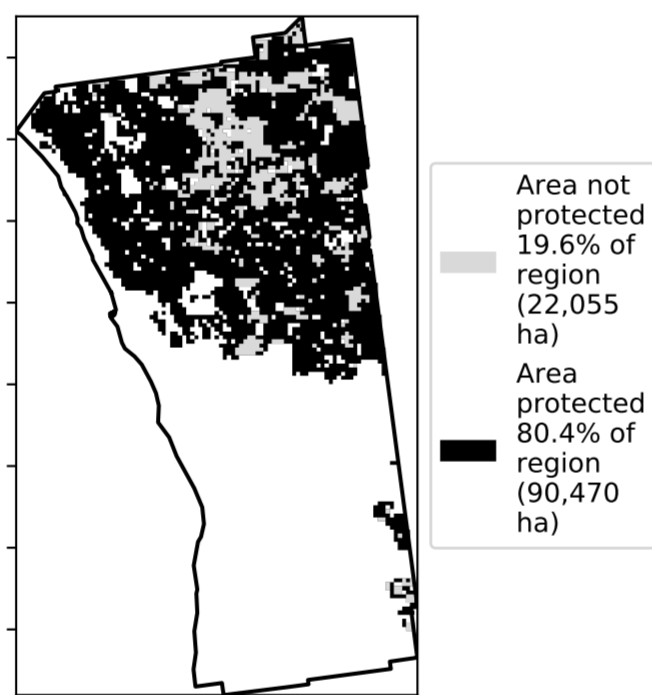 Area not
protected
19.6% of
region
(22,055
ha)
Area
protected
80.4% of
region
(90,470
ha)